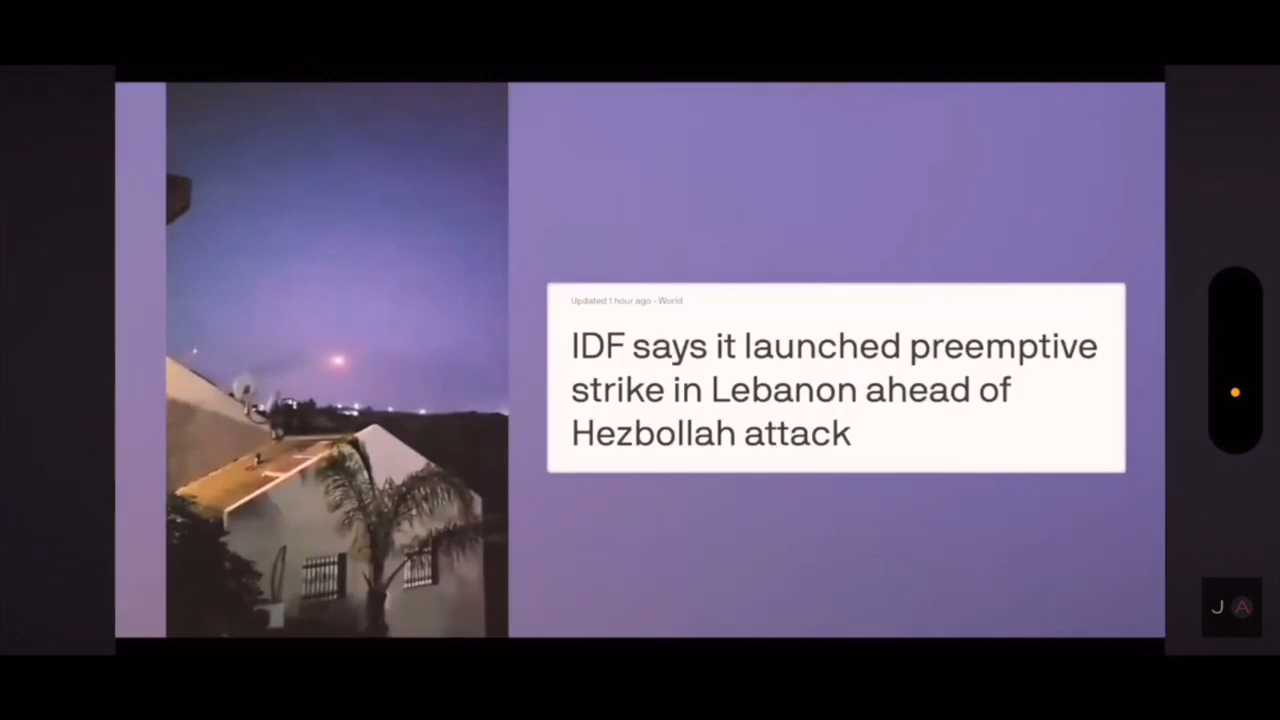 Updated 1 hour ago - World
IDF says it launched preemptive
strike in Lebanon ahead of
Hezbollah attack
J A